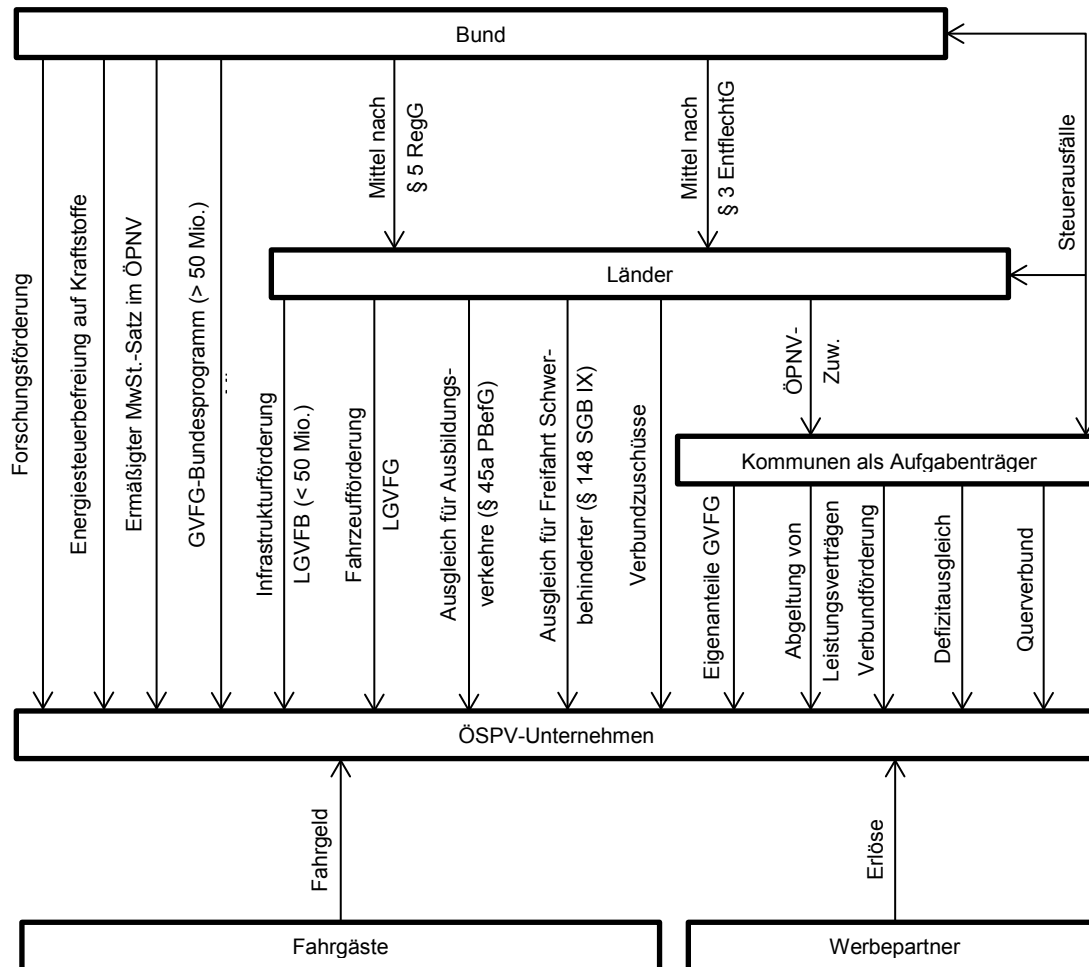 Bund
Mittel nach
§ 5 RegG
Mittel nach
§ 3 EntflechtG
Steuerausfälle
Länder
Forschungsförderung
Energiesteuerbefreiung auf Kraftstoffe
Ermäßigter MwSt.-Satz im ÖPNV
GVFG-Bundesprogramm (> 50 Mio.)
Infrastrukturförderung
LGVFB (< 50 Mio.)
Fahrzeufförderung
LGVFG
Ausgleich für Ausbildungs-
verkehre (§ 45a PBefG)
Ausgleich für Freifahrt Schwer-
behinderter (§ 148 SGB IX)
Verbundzuschüsse
ÖPNV-
Zuw.
Kommunen als Aufgabenträger
Eigenanteile GVFG
Abgeltung von
Leistungsverträgen
Verbundförderung
Defizitausgleich
Querverbund
ÖSPV-Unternehmen
Fahrgeld
Erlöse
Fahrgäste
Werbepartner